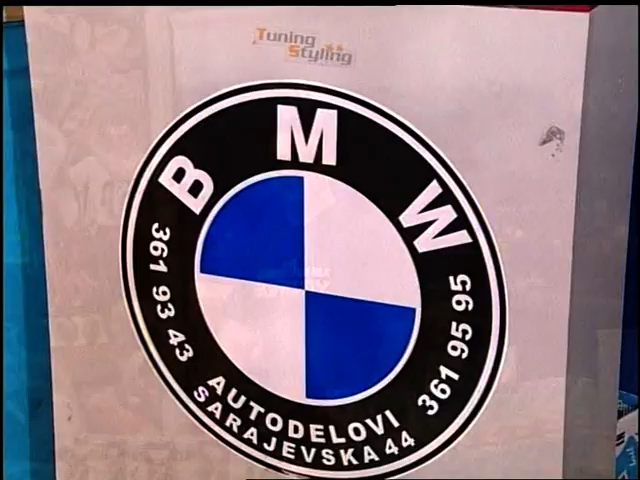 Tuning
Styling
BMW
361 93 43
361 95 95
AUTODELOVI
SARAJEVSKA 44